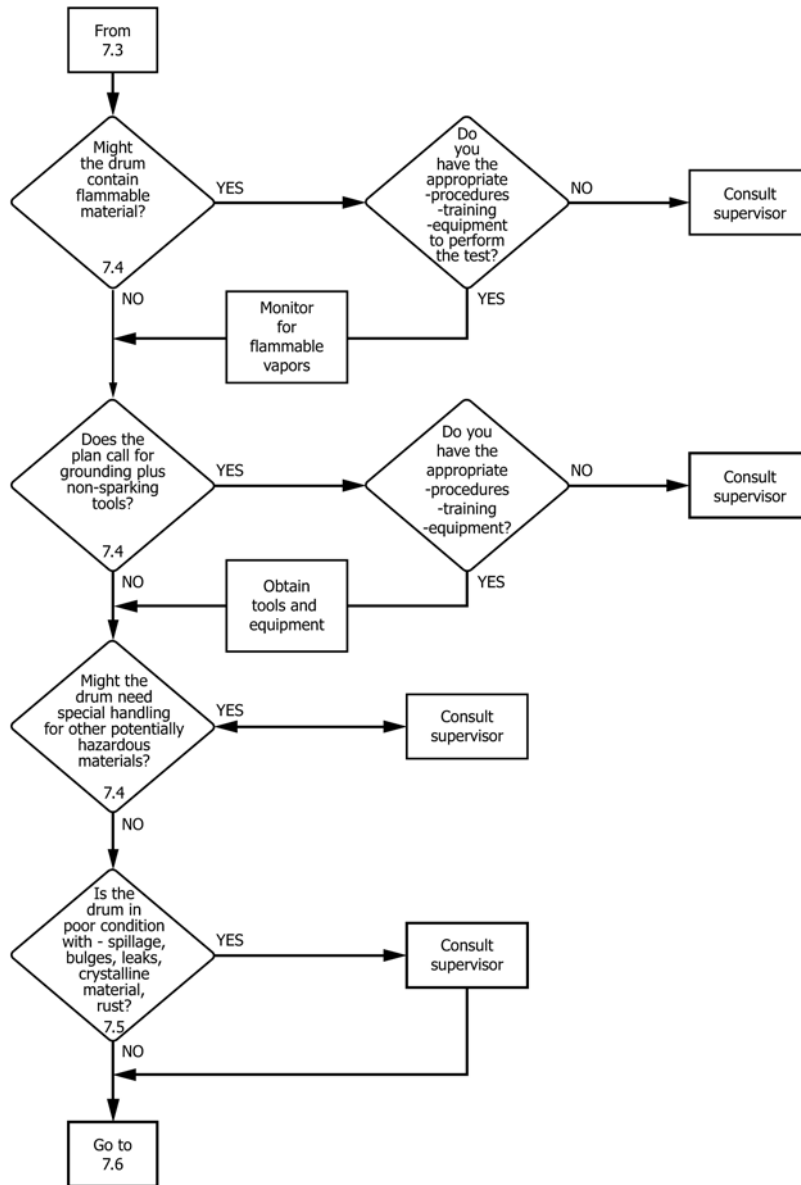 From
7.3
Might
the drum
contain
flammable
material?
7.4
YES
Do
you
have the
appropriate
-procedures
-training
-equipment
to perform
the test?
NO
Consult
supervisor
NO
YES
Monitor
for
flammable
vapors
Does the
plan call for
grounding plus
non-sparking
tools?
7.4
YES
Do you
have the
appropriate
-procedures
-training
-equipment?
NO
Consult
supervisor
NO
YES
Obtain
tools and
equipment
Might the
drum need
special handling
for other potentially
hazardous
materials?
7.4
YES
Consult
supervisor
NO
Is the
drum in
poor condition
with - spillage,
bulges, leaks,
crystalline
material,
rust?
7.5
YES
Consult
supervisor
NO
Go to
7.6